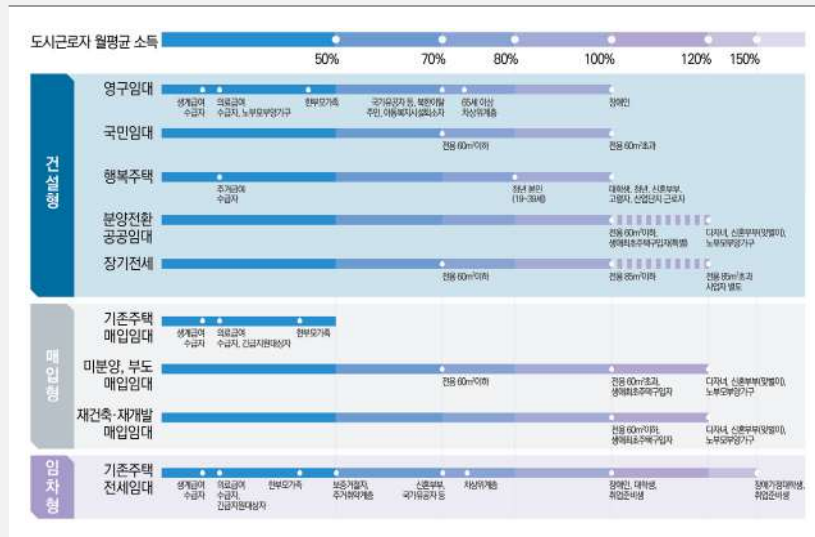 도시근로자 월평균 소득
50% 70% 80% 100% 120% 150%
건설형
영구임대
생계급여 의료급여 한부모가족 국가유공자 등, 북한이탈 65세 이상 장애인
수급자 수급자, 노부모부양가구 주민, 아동복지시설퇴소자 차상위계층
국민임대
전용 60m²이하 전용 60m²초과
행복주택
주거급여 청년 본인 대학생, 청년, 신혼부부,
수급자 (19~39세) 고령자, 산업단지 근로자
분양전환
공공임대
전용 60m²이하, 다자녀, 신혼부부(맞벌이),
생애최초주택구입자(특별) 노부모부양가구
장기전세
전용 60m²이하 전용 85m²이하 전용 85m²초과
사업자 별도
매입형
기존주택
매입임대
생계급여 의료급여 한부모가족
수급자 수급자, 긴급지원대상자
미분양, 부도
매입임대
전용 60m²이하 전용 60m²초과, 다자녀, 신혼부부(맞벌이),
생애최초주택구입자 노부모부양가구
재건축·재개발
매입임대
전용 60m²이하, 다자녀, 신혼부부(맞벌이),
생애최초주택구입자 노부모부양가구
임차형
기존주택
전세임대
생계급여 의료급여 한부모가족 보증거절자, 신혼부부, 차상위계층 장애인, 대학생, 장애가정대학생,
수급자 수급자, 주거취약계층 국가유공자 등 취업준비생 취업준비생
긴급지원대상자